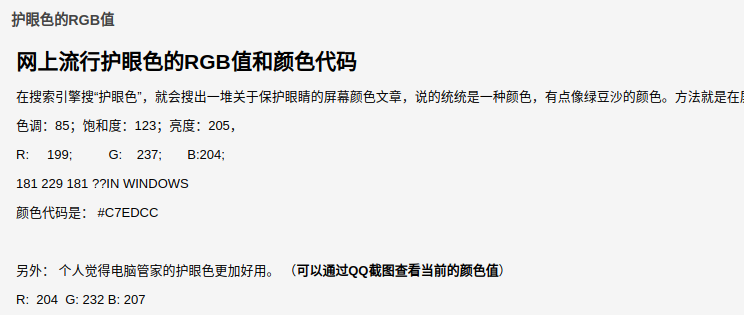 护眼色的RGB值
网上流行护眼色的RGB值和颜色代码
在搜索引擎搜“护眼色”，就会搜出一堆关于保护眼睛的屏幕颜色文章，说的统统是一种颜色，有点像绿豆沙的颜色。方法就是在
色调：85；饱和度：123；亮度：205，
R: 199; G: 237; B:204;
181 229 181 ??IN WINDOWS
颜色代码是： #C7EDCC
另外： 个人觉得电脑管家的护眼色更加好用。 （可以通过QQ截图查看当前的颜色值）
R: 204 G: 232 B: 207